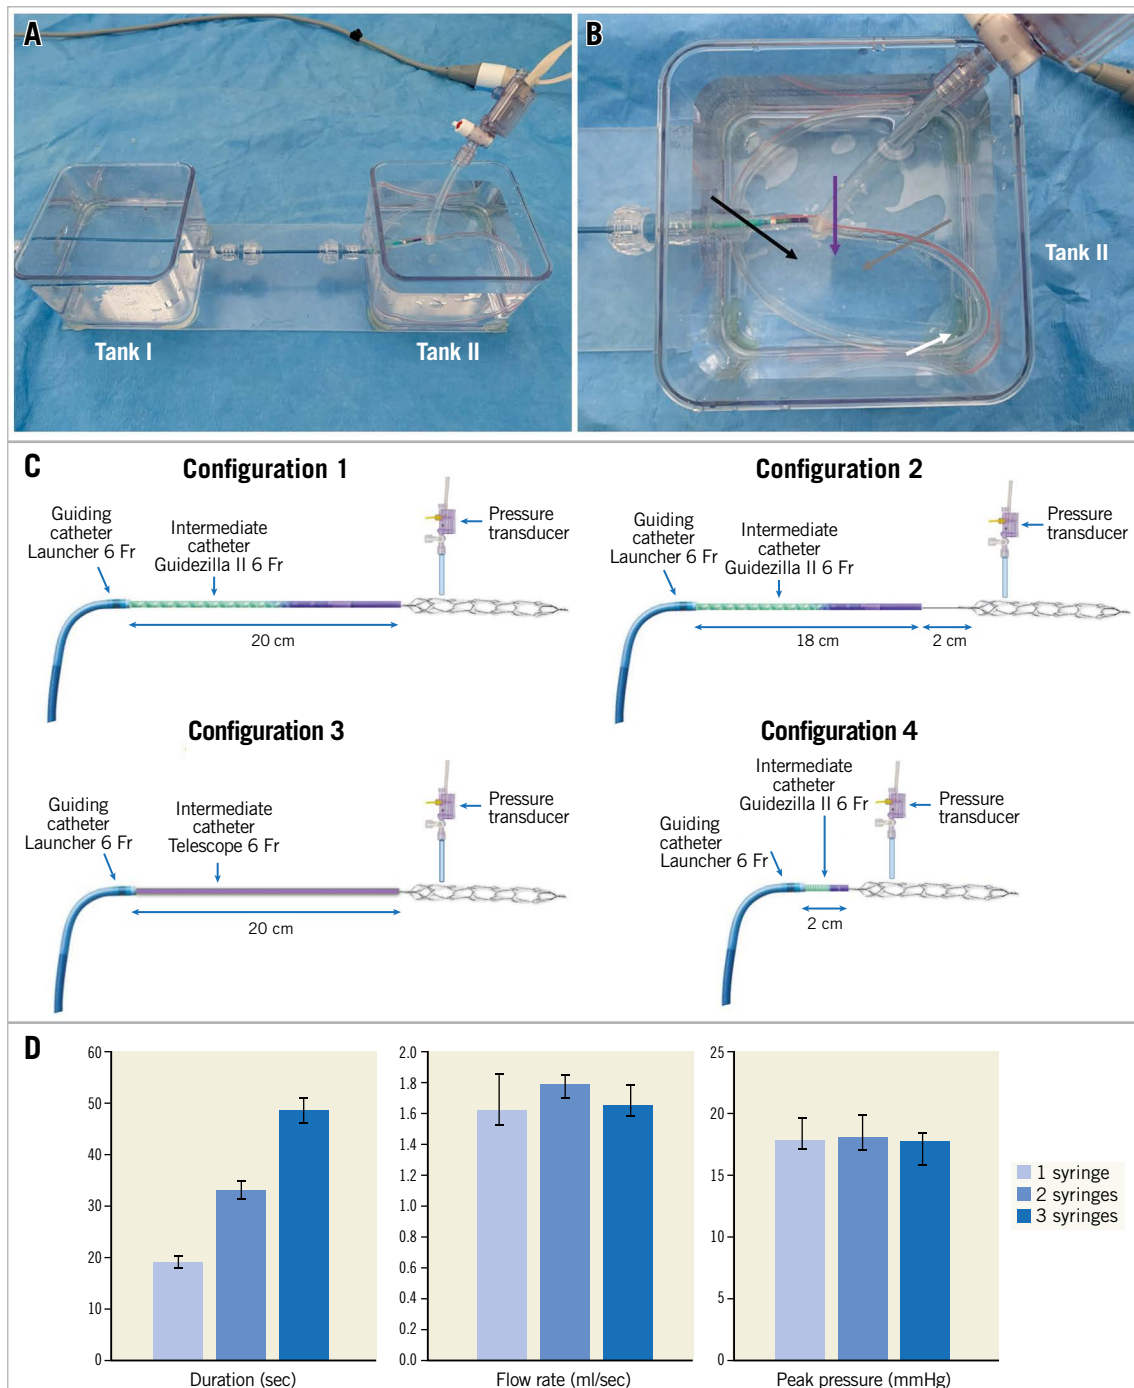 A
Tank I
Tank II
B
Tank II
C
Configuration 1
Guiding
catheter
Launcher 6 Fr
Intermediate
catheter
Guidezilla II 6 Fr
Pressure
transducer
20 cm
Configuration 2
Guiding
catheter
Launcher 6 Fr
Intermediate
catheter
Guidezilla II 6 Fr
Pressure
transducer
18 cm
2 cm
Configuration 3
Guiding
catheter
Launcher 6 Fr
Intermediate
catheter
Telescope 6 Fr
Pressure
transducer
20 cm
Configuration 4
Intermediate
catheter
Guidezilla II 6 Fr
Guiding
catheter
Launcher 6 Fr
Pressure
transducer
2 cm
D
60
50
40
30
20
10
0
Duration (sec)
2.0
1.8
1.6
1.4
1.2
1.0
0.8
0.6
0.4
0.2
0.0
Flow rate (ml/sec)
25
20
15
10
5
0
Peak pressure (mmHg)
1 syringe
2 syringes
3 syringes